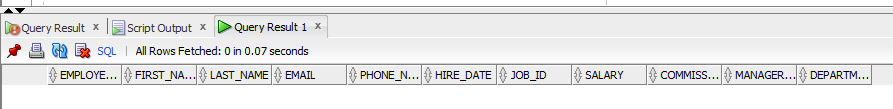 Query Result × Script Output × Query Result 1 ×
SQL | All Rows Fetched: 0 in 0.07 seconds
EMPLOYE... FIRST_NA... LAST_NAME EMAIL PHONE_N... HIRE_DATE JOB_ID SALARY COMMISS... MANAGER... DEPARTM...